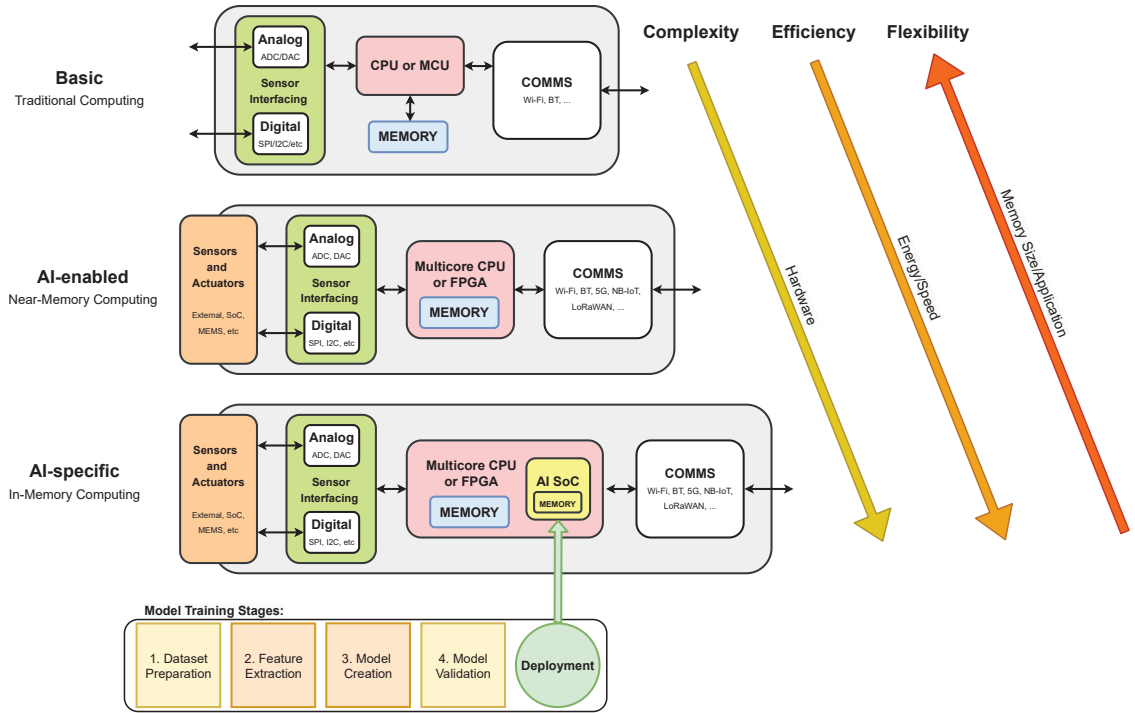 Complexity
Efficiency
Flexibility
Basic
Traditional Computing
Analog
ADC/DAC
Sensor
Interfacing
Digital
SPI/I2C/etc
CPU or MCU
MEMORY
COMMS
Wi-Fi, BT, ...
AI-enabled
Near-Memory Computing
Sensors
and
Actuators
External, SoC,
MEMS, etc
Analog
ADC, DAC
Sensor
Interfacing
Digital
SPI, I2C, etc
Multicore CPU
or FPGA
MEMORY
COMMS
Wi-Fi, BT, 5G, NB-IoT,
LoRaWAN, ...
AI-specific
In-Memory Computing
Sensors
and
Actuators
External, SoC,
MEMS, etc
Analog
ADC, DAC
Sensor
Interfacing
Digital
SPI, I2C, etc
Multicore CPU
or FPGA
MEMORY
AI SoC
MEMORY
COMMS
Wi-Fi, BT, 5G, NB-IoT,
LoRaWAN, ...
Hardware
Energy/Speed
Memory Size/Application
Model Training Stages:
1. Dataset
Preparation
2. Feature
Extraction
3. Model
Creation
4. Model
Validation
Deployment